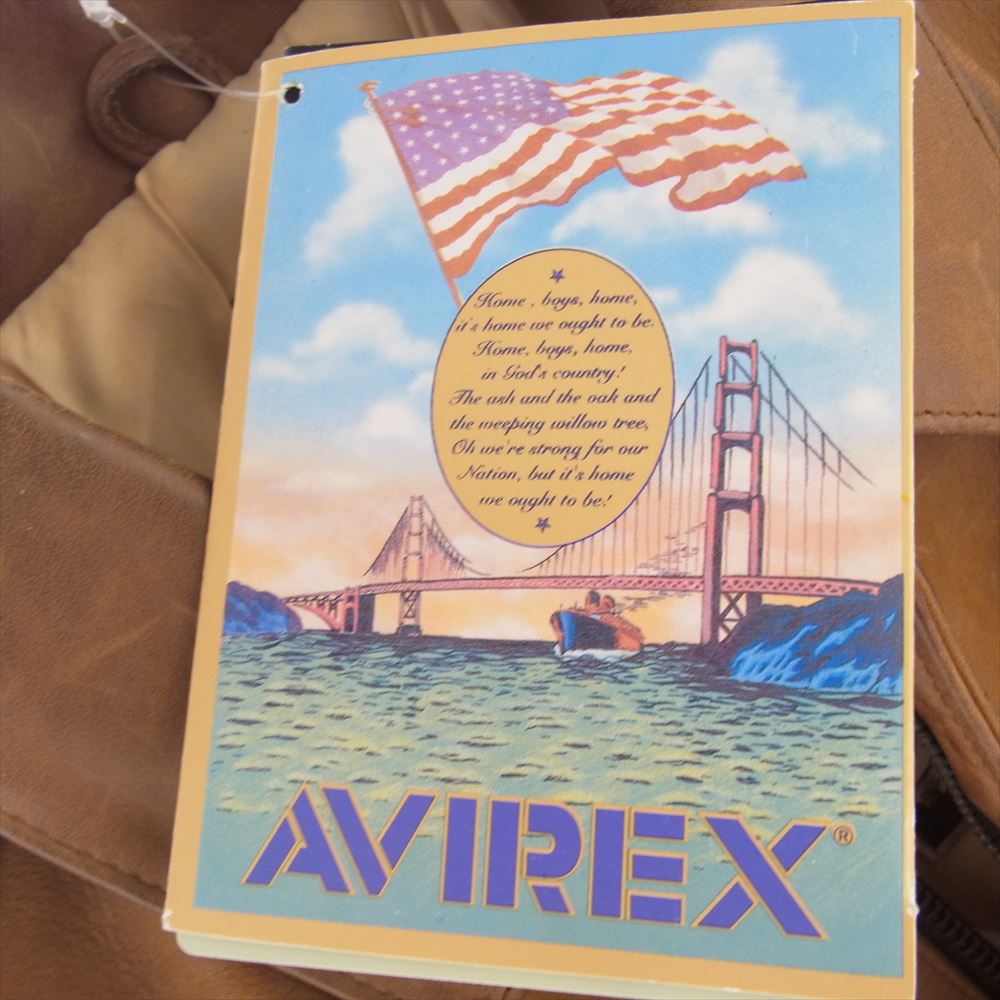 Home , boys, home,
it's home we ought to be.
Home, boys, home,
in God's country!
The ash and the oak and
the weeping willow tree,
Oh we're strong for our
Nation, but it's home
we ought to be!
AVIREX®